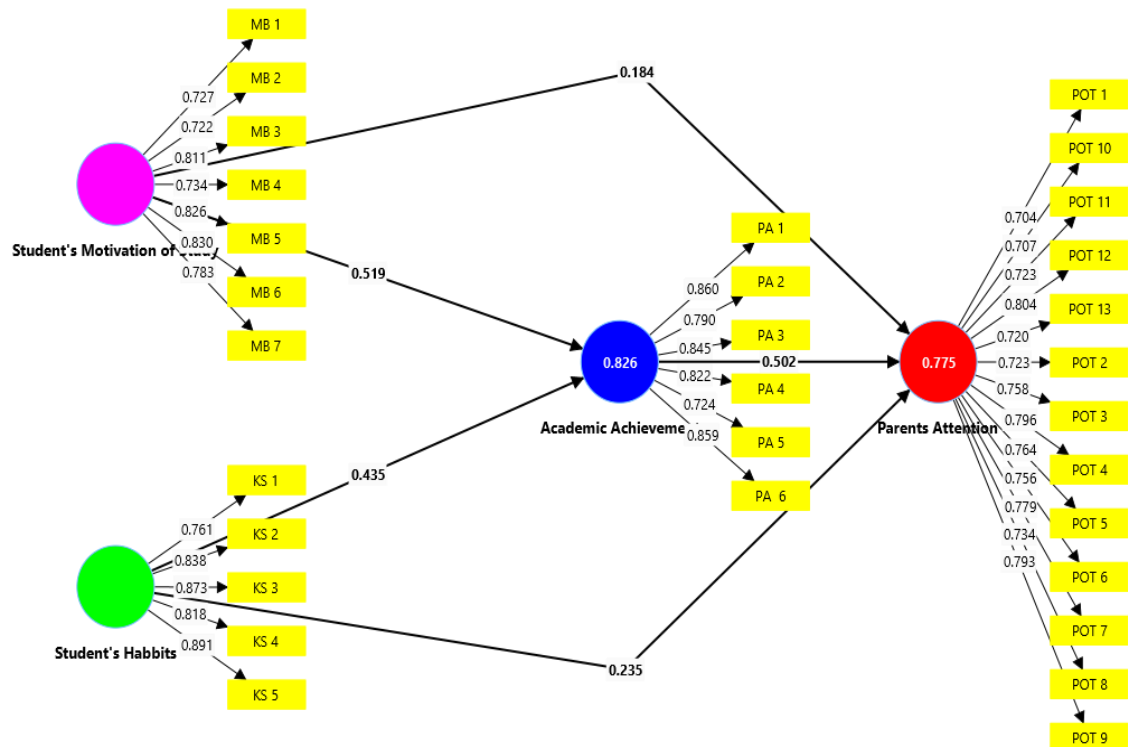 MB 1
MB 2
MB 3
MB 4
MB 5
MB 6
MB 7
0.727
0.722
0.811
0.734
0.826
0.830
0.783
Student's Motivation of Study
0.184
0.519
0.435
0.235
KS 1
KS 2
KS 3
KS 4
KS 5
0.761
0.838
0.873
0.818
0.891
Student's Habbits
PA 1
PA 2
PA 3
PA 4
PA 5
PA 6
0.860
0.790
0.845
0.822
0.724
0.859
0.826
Academic Achieveme
0.502
0.775
Parents Attention
POT 1
POT 10
POT 11
POT 12
POT 13
POT 2
POT 3
POT 4
POT 5
POT 6
POT 7
POT 8
POT 9
0.704
0.707
0.723
0.804
0.720
0.723
0.758
0.796
0.764
0.756
0.779
0.734
0.793